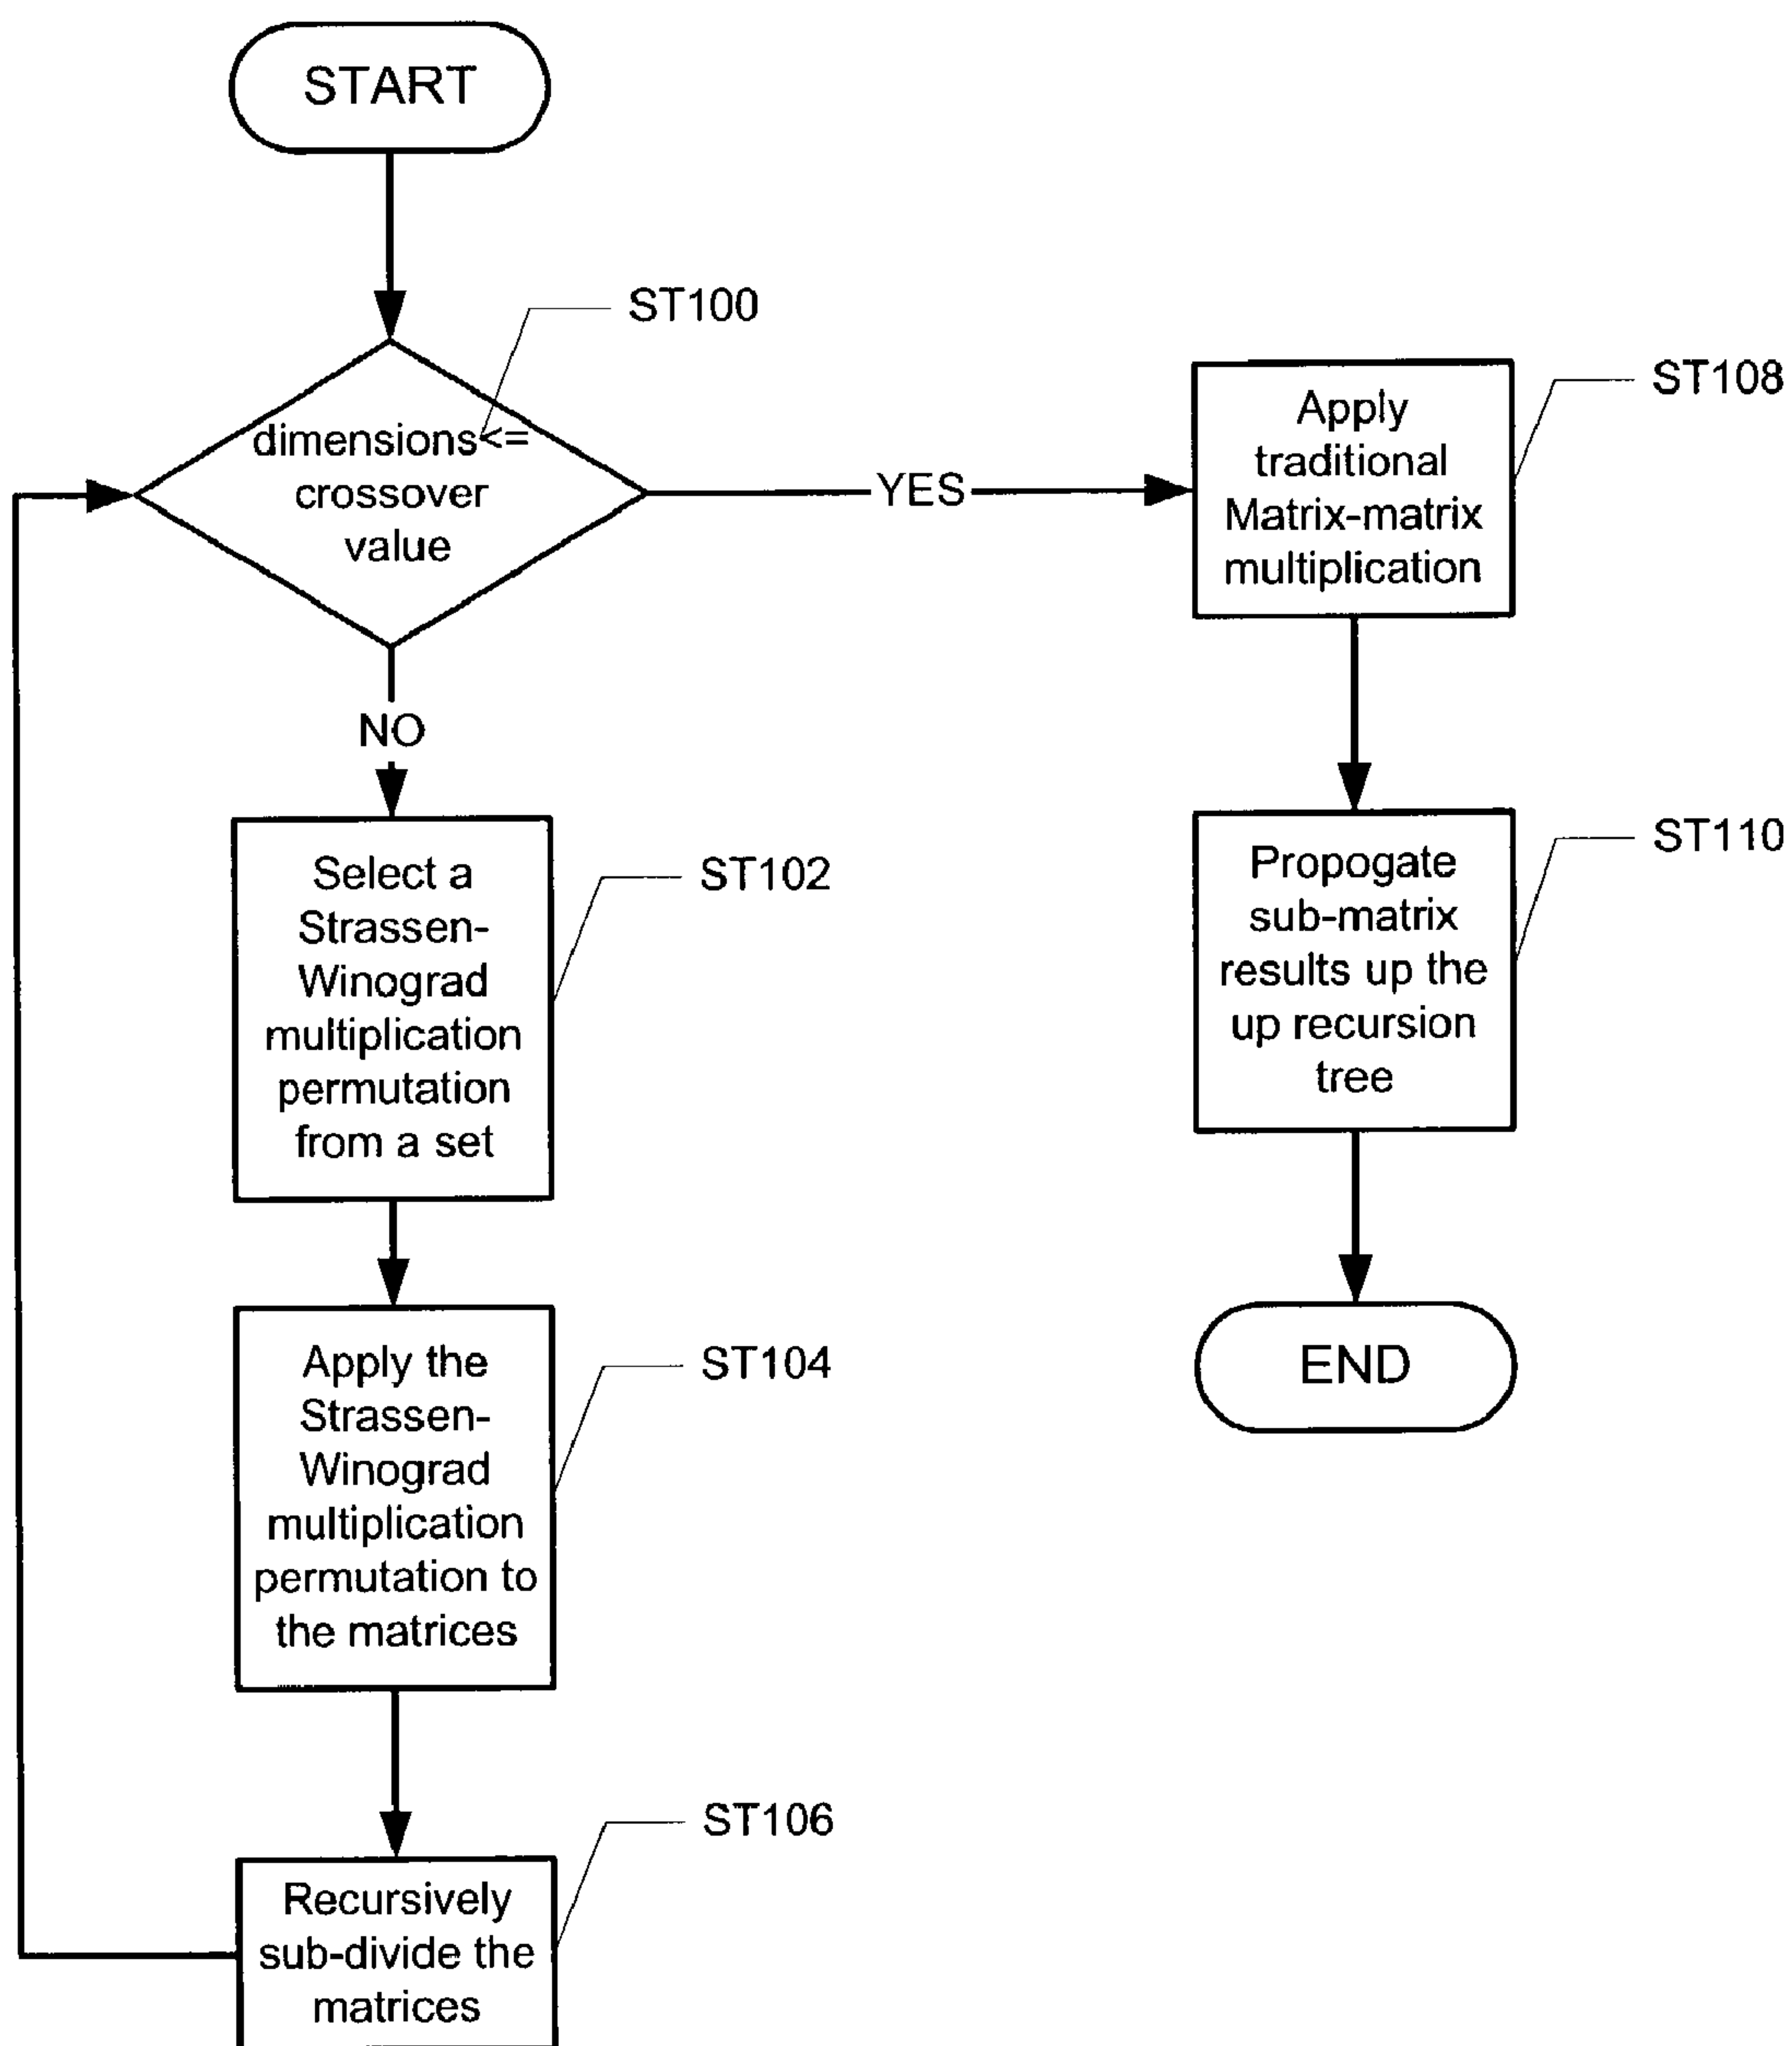 START
ST100
dimensions<=
crossover
value
YES
NO
Select a
Strassen-
Winograd
multiplication
permutation
from a set
ST102
Apply the
Strassen-
Winograd
multiplication
permutation to
the matrices
ST104
Recursively
sub-divide the
matrices
ST106
Apply
traditional
Matrix-matrix
multiplication
ST108
Propogate
sub-matrix
results up the
up recursion
tree
ST110
END